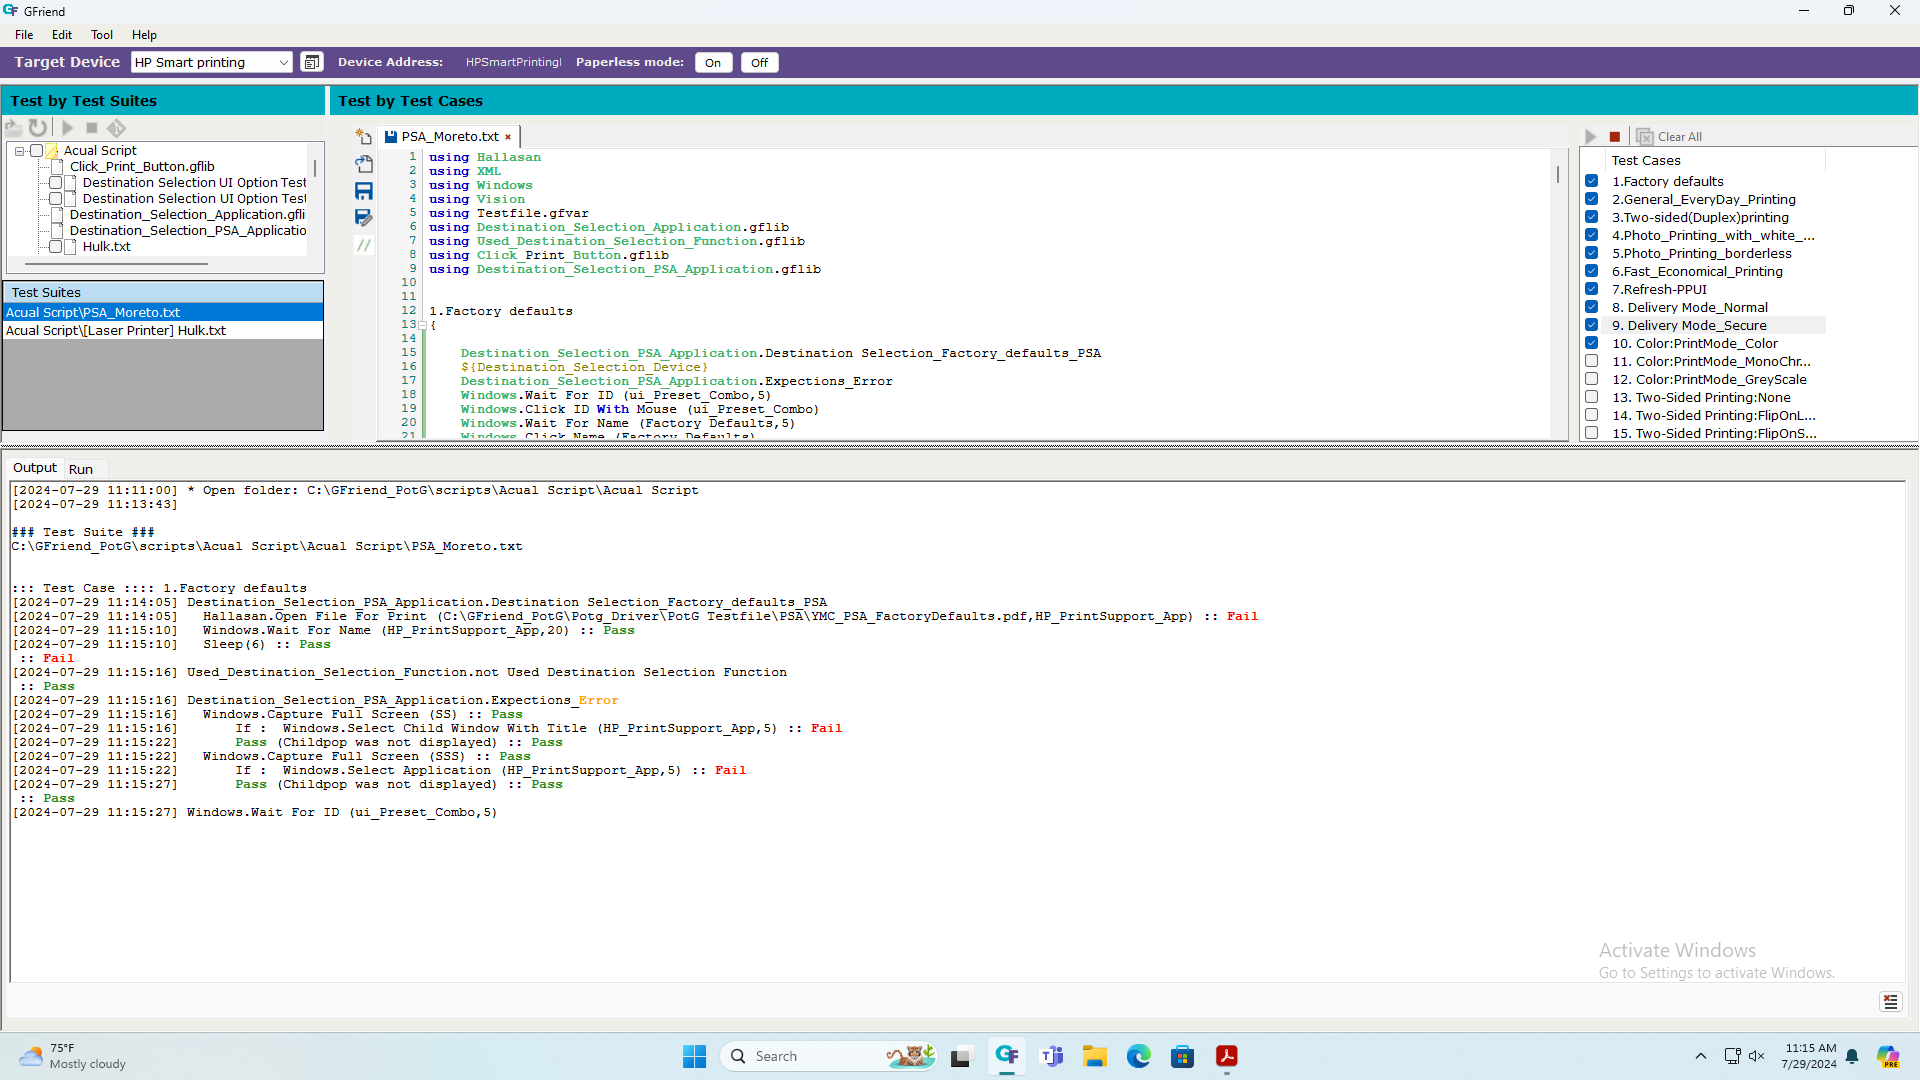 GFriend
File Edit Tool Help
Target Device HP Smart printing Device Address: HPSmartPrintingI Paperless mode: On Off
Test by Test Suites
Acual Script
Click_Print_Button.gflib
Destination Selection UI Option Test
Destination Selection UI Option Test
Destination_Selection_Application.gfli
Destination_Selection_PSA_Applicatio
Hulk.txt
Test Suites
Acual Script\PSA_Moreto.txt
Acual Script\[Laser Printer] Hulk.txt
Test by Test Cases
PSA_Moreto.txt ×
1 using Hallasan
2 using XML
3 using Windows
4 using Vision
5 using Testfile.gfvar
6 using Destination_Selection_Application.gflib
7 using Used_Destination_Selection_Function.gflib
8 using Click_Print_Button.gflib
9 using Destination_Selection_PSA_Application.gflib
10
11
12 1.Factory defaults
13 {
14
15 Destination_Selection_PSA_Application.Destination Selection_Factory_defaults_PSA
16 ${Destination_Selection_Device}
17 Destination_Selection_PSA_Application.Expections_Error
18 Windows.Wait For ID (ui_Preset_Combo,5)
19 Windows.Click ID With Mouse (ui_Preset_Combo)
20 Windows.Wait For Name (Factory Defaults,5)
21 Windows.Click Name (Factory Defaults)
Clear All
Test Cases
1.Factory defaults
2.General_EveryDay_Printing
3.Two-sided(Duplex)printing
4.Photo_Printing_with_white_...
5.Photo_Printing_borderless
6.Fast_Economical_Printing
7.Refresh-PPUI
8. Delivery Mode_Normal
9. Delivery Mode_Secure
10. Color:PrintMode_Color
11. Color:PrintMode_MonoChr...
12. Color:PrintMode_GreyScale
13. Two-Sided Printing:None
14. Two-Sided Printing:FlipOnL...
15. Two-Sided Printing:FlipOnS...
Output Run
[2024-07-29 11:11:00] * Open folder: C:\GFriend_PotG\scripts\Acual Script\Acual Script
[2024-07-29 11:13:43]
### Test Suite ###
C:\GFriend_PotG\scripts\Acual Script\Acual Script\PSA_Moreto.txt
::: Test Case :::: 1.Factory defaults
[2024-07-29 11:14:05] Destination_Selection_PSA_Application.Destination Selection_Factory_defaults_PSA
[2024-07-29 11:14:05] Hallasan.Open File For Print (C:\GFriend_PotG\Potg_Driver\PotG Testfile\PSA\YMC_PSA_FactoryDefaults.pdf,HP_PrintSupport_App) :: Fail
[2024-07-29 11:15:10] Windows.Wait For Name (HP_PrintSupport_App,20) :: Pass
[2024-07-29 11:15:10] Sleep(6) :: Pass
:: Fail
[2024-07-29 11:15:16] Used_Destination_Selection_Function.not Used Destination Selection Function
:: Pass
[2024-07-29 11:15:16] Destination_Selection_PSA_Application.Expections_Error
[2024-07-29 11:15:16] Windows.Capture Full Screen (SS) :: Pass
[2024-07-29 11:15:16] If : Windows.Select Child Window With Title (HP_PrintSupport_App,5) :: Fail
[2024-07-29 11:15:22] Pass (Childpop was not displayed) :: Pass
[2024-07-29 11:15:22] Windows.Capture Full Screen (SSS) :: Pass
[2024-07-29 11:15:22] If : Windows.Select Application (HP_PrintSupport_App,5) :: Fail
[2024-07-29 11:15:27] Pass (Childpop was not displayed) :: Pass
:: Pass
[2024-07-29 11:15:27] Windows.Wait For ID (ui_Preset_Combo,5)
Activate Windows
Go to Settings to activate Windows.
75°F
Mostly cloudy
Search
11:15 AM
7/29/2024
PRE